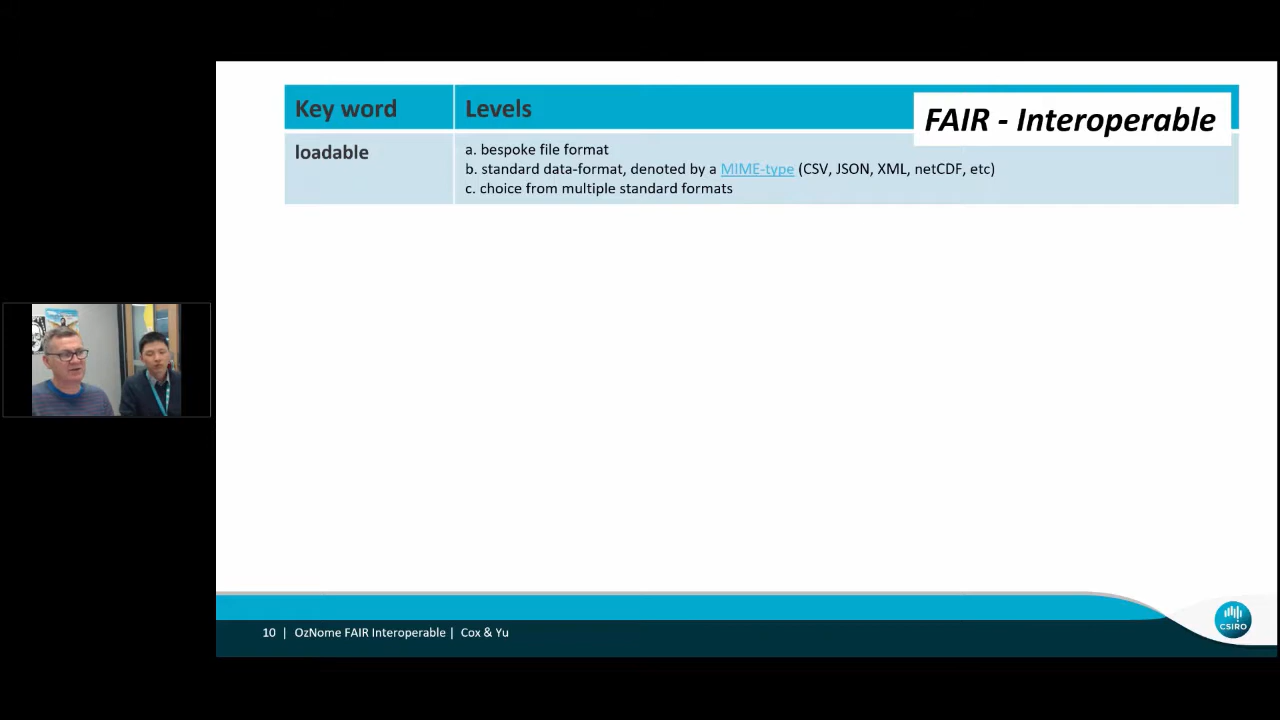 Key word
Levels
FAIR - Interoperable
loadable
a. bespoke file format
b. standard data-format, denoted by a MIME-type (CSV, JSON, XML, netCDF, etc)
c. choice from multiple standard formats
10 | OzNome FAIR Interoperable | Cox & Yu
CSIRO